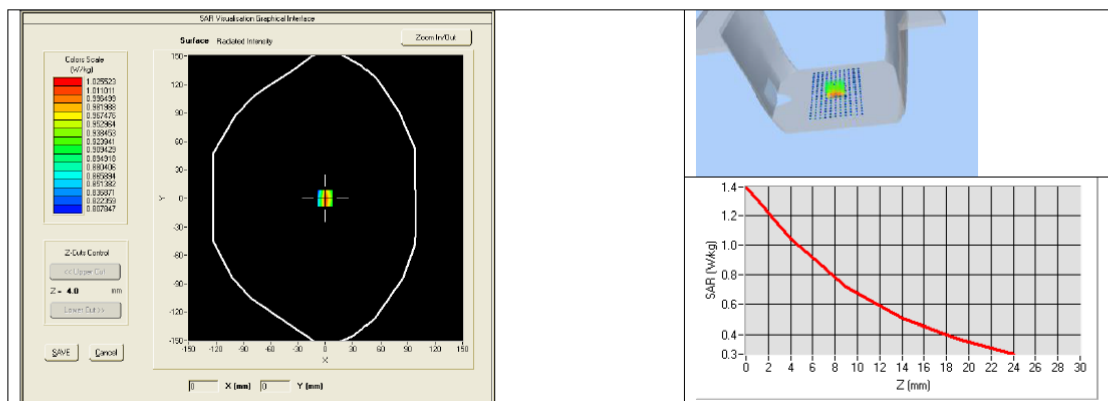 SAR Visualisation Graphical Interface
Surface Radiated Intensity
Zoom In/Out
Colors Scale
(W/kg)
1.025523
1.011011
0.996499
0.981988
0.967476
0.952964
0.938453
0.923941
0.909429
0.894918
0.880406
0.865894
0.851382
0.836871
0.822359
0.807847
Z-Cuts Control
<< Upper Cut
Z = 4.0 mm
Lower Cut >>
SAVE Cancel
150
120
90
60
30
0
-30
-60
-90
-120
-150
Y
-150 -120 -90 -60 -30 0 30 60 90 120 150
X
0 X (mm) 0 Y (mm)
1.4
1.2
1.0
0.8
0.6
0.4
0.3
SAR (W/kg)
0 2 4 6 8 10 12 14 16 18 20 22 24 26 28 30
Z (mm)